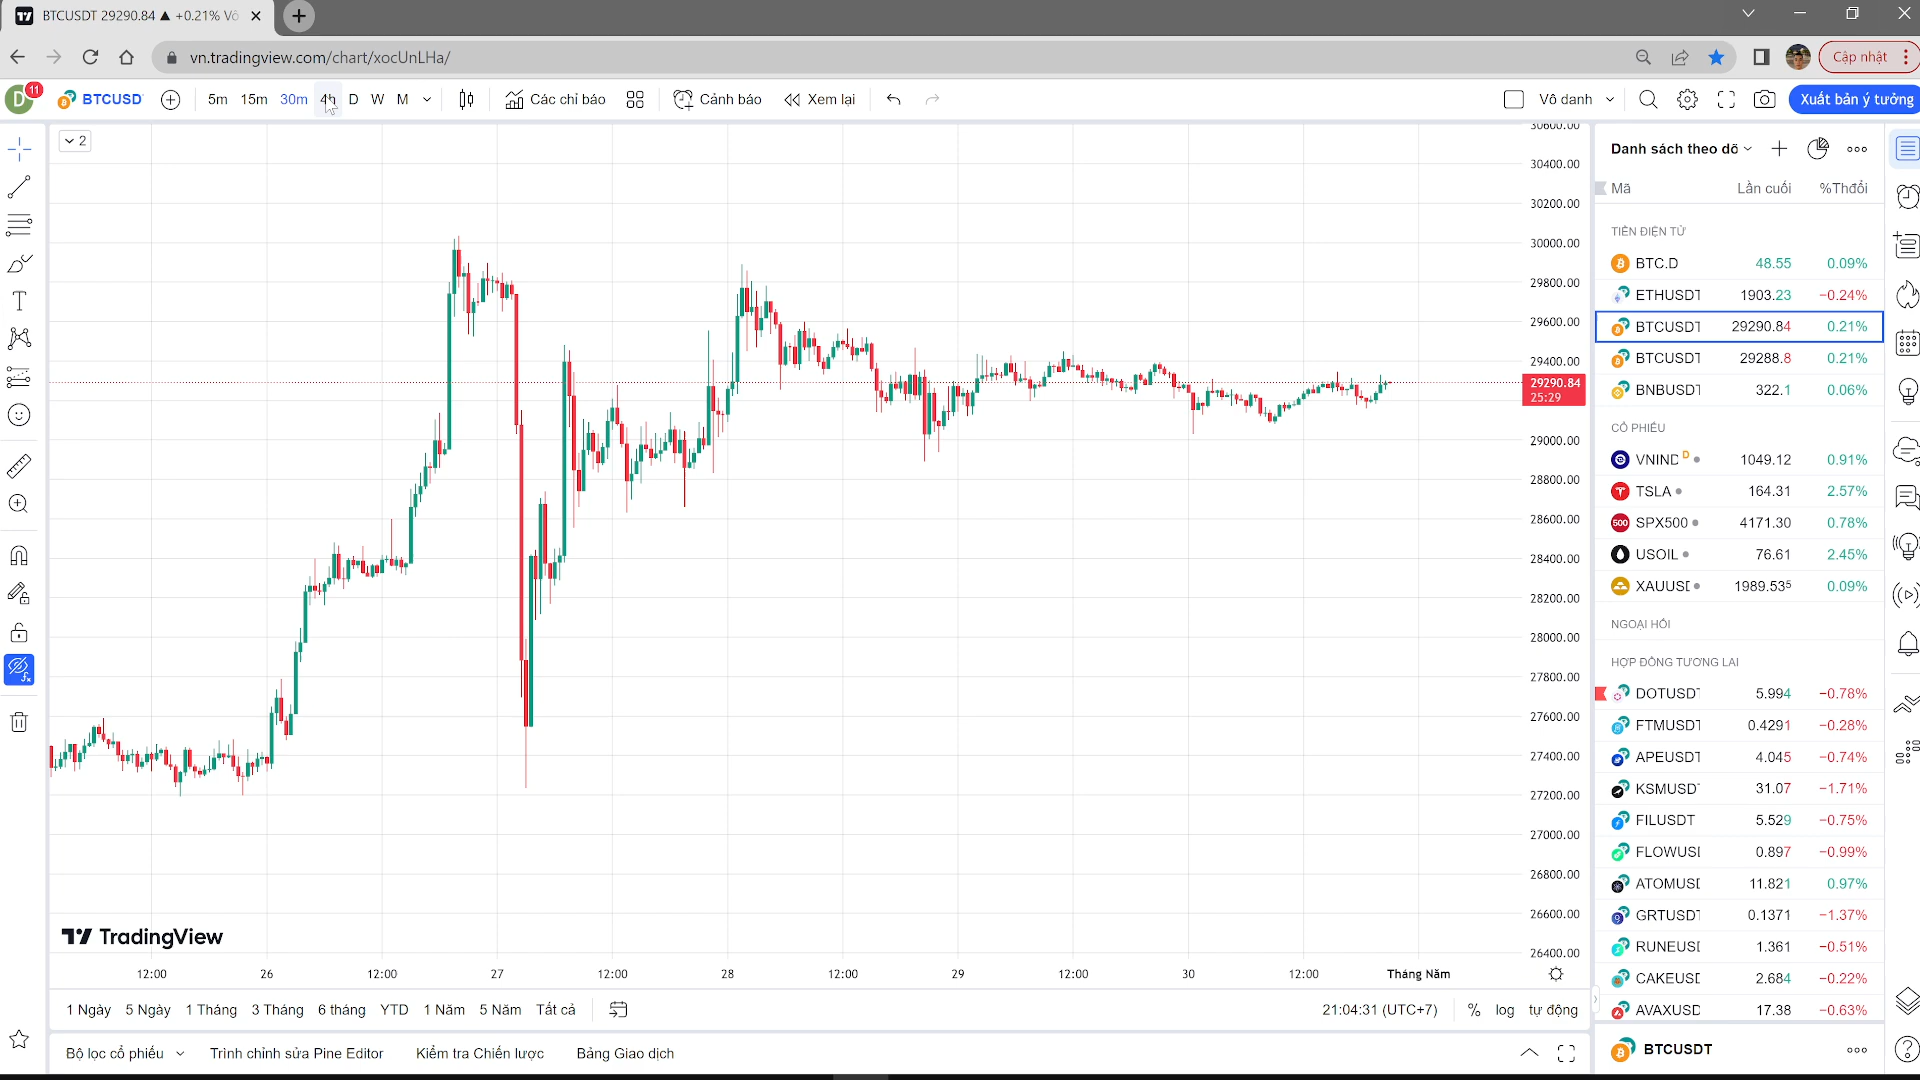 BTCUSDT 29290.84 ▲ +0.21% Vô
vn.tradingview.com/chart/xocUnLHa/
Cập nhật
D 11
BTCUSD
5m 15m 30m 4h D W M
Các chỉ báo
Cảnh báo
Xem lại
Vô danh
Xuất bản ý tưởng
2
30600.00
30400.00
30200.00
30000.00
29800.00
29600.00
29400.00
29290.84
25:29
29000.00
28800.00
28600.00
28400.00
28200.00
28000.00
27800.00
27600.00
27400.00
27200.00
27000.00
26800.00
26600.00
26400.00
TradingView
12:00 26 12:00 27 12:00 28 12:00 29 12:00 30 12:00 Tháng Năm
1 Ngày 5 Ngày 1 Tháng 3 Tháng 6 tháng YTD 1 Năm 5 Năm Tất cả
21:04:31 (UTC+7) % log tự động
Bộ lọc cổ phiếu Trình chỉnh sửa Pine Editor Kiểm tra Chiến lược Bảng Giao dịch
Danh sách theo dõ
Mã Lần cuối %Thđổi
TIỀN ĐIỆN TỬ
BTC.D 48.55 0.09%
ETHUSDT 1903.23 −0.24%
BTCUSDT 29290.84 0.21%
BTCUSDT 29288.8 0.21%
BNBUSDT 322.1 0.06%
CỔ PHIẾU
VNIND D 1049.12 0.91%
TSLA 164.31 2.57%
500 SPX500 4171.30 0.78%
USOIL 76.61 2.45%
XAUUSD 1989.535 0.09%
NGOẠI HỐI
HỢP ĐỒNG TƯƠNG LAI
DOTUSDT 5.994 −0.78%
FTMUSDT 0.4291 −0.28%
APEUSDT 4.045 −0.74%
KSMUSD 31.07 −1.71%
FILUSDT 5.529 −0.75%
FLOWUSI 0.897 −0.99%
ATOMUSI 11.821 0.97%
GRTUSDT 0.1371 −1.37%
RUNEUSI 1.361 −0.51%
CAKEUSD 2.684 −0.22%
AVAXUSD 17.38 −0.63%
BTCUSDT